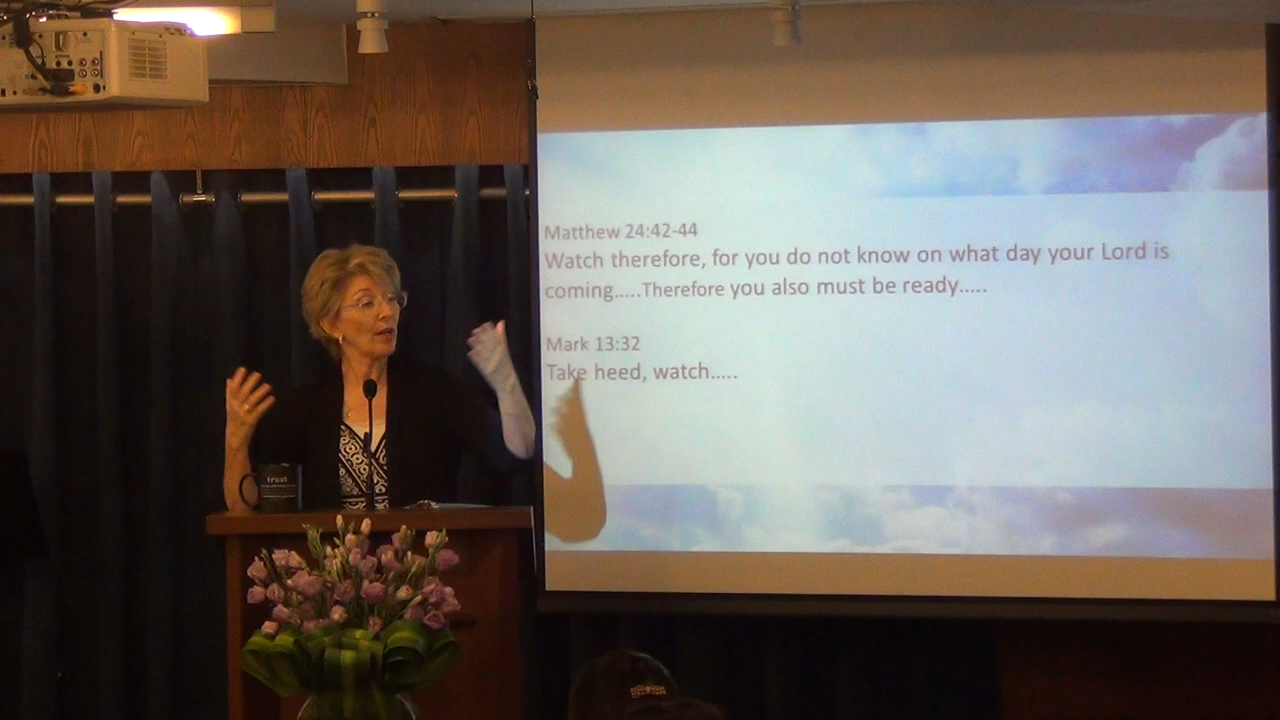 Matthew 24:42-44
Watch therefore, for you do not know on what day your Lord is
coming.....Therefore you also must be ready.....
Mark 13:32
Take heed, watch.....
trust